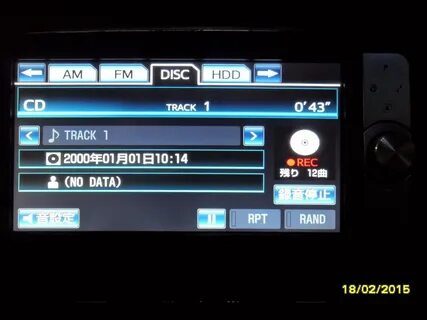 AM FM DISC HDD
CD TRACK 1 0'43"
TRACK 1
2000年01月01日10:14
REC
(NO DATA)
残り 12曲
録音停止
音設定 RPT RAND
18/02/2015